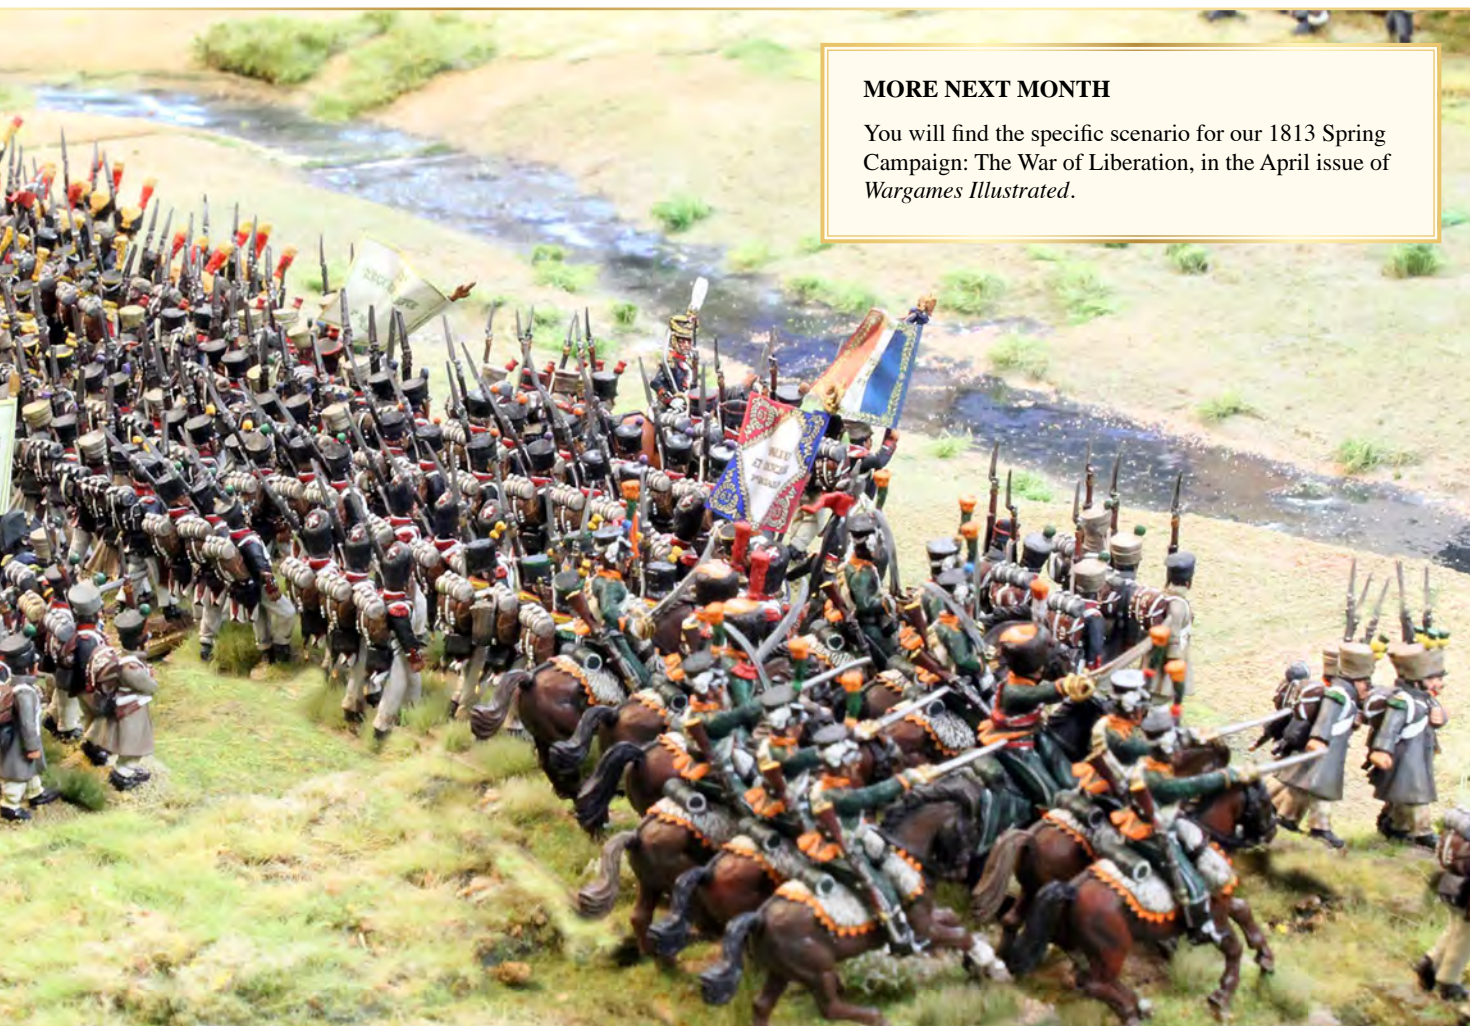 MORE NEXT MONTH
You will find the specific scenario for our 1813 Spring
Campaign: The War of Liberation, in the April issue of
Wargames Illustrated.